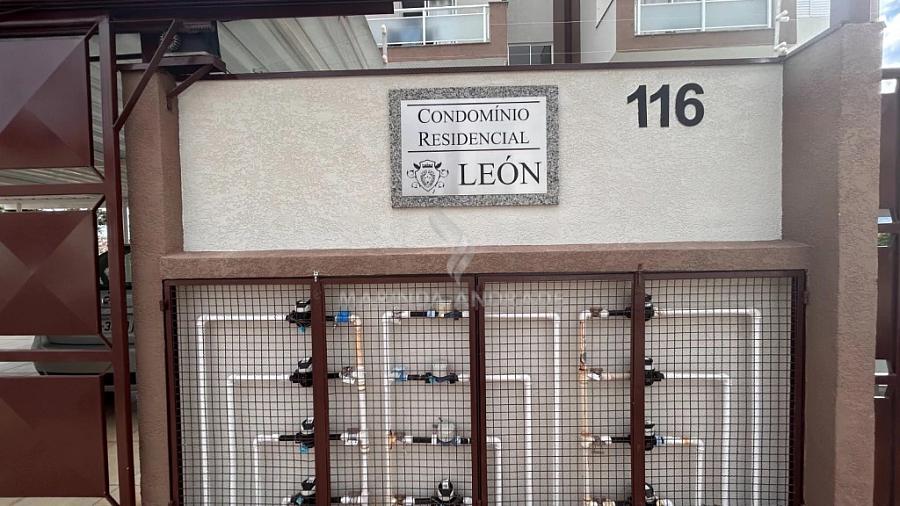 CONDOMÍNIO
RESIDENCIAL
LEÓN
116